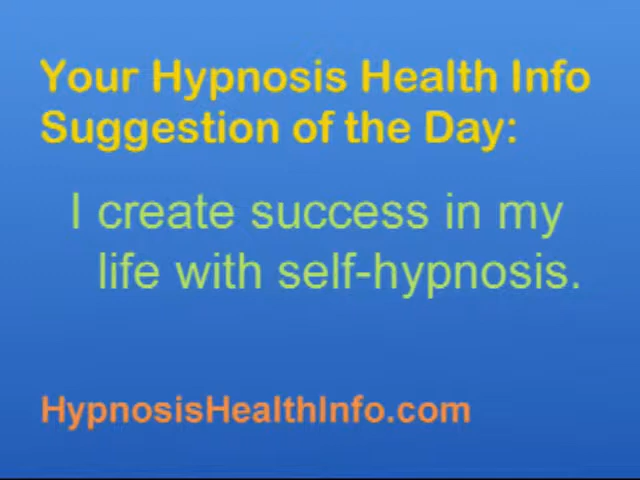 Your Hypnosis Health Info
Suggestion of the Day:
I create success in my
life with self-hypnosis.
HypnosisHealthInfo.com